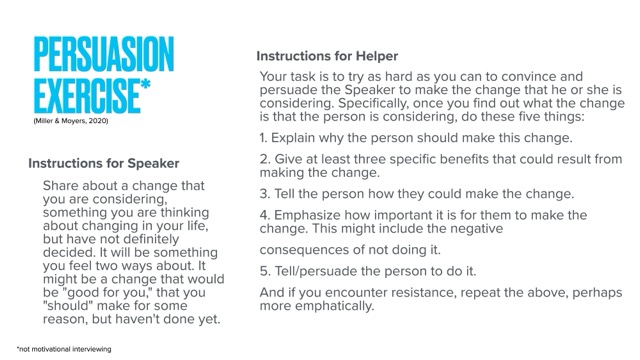 PERSUASION
EXERCISE*
(Miller & Moyers, 2020)
Instructions for Speaker
Share about a change that
you are considering,
something you are thinking
about changing in your life,
but have not definitely
decided. It will be something
you feel two ways about. It
might be a change that would
be "good for you," that you
"should" make for some
reason, but haven't done yet.
Instructions for Helper
Your task is to try as hard as you can to convince and
persuade the Speaker to make the change that he or she is
considering. Specifically, once you find out what the change
is that the person is considering, do these five things:
1. Explain why the person should make this change.
2. Give at least three specific benefits that could result from
making the change.
3. Tell the person how they could make the change.
4. Emphasize how important it is for them to make the
change. This might include the negative
consequences of not doing it.
5. Tell/persuade the person to do it.
And if you encounter resistance, repeat the above, perhaps
more emphatically.
*not motivational interviewing